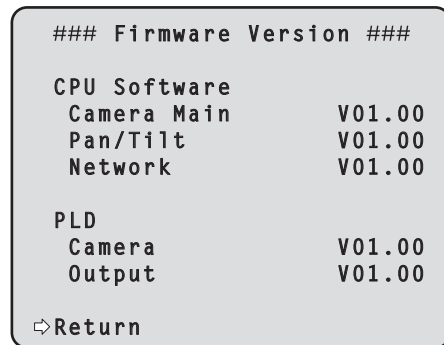 ### Firmware Version ###
CPU Software
Camera Main V01.00
Pan/Tilt V01.00
Network V01.00
PLD
Camera V01.00
Output V01.00
⇨Return